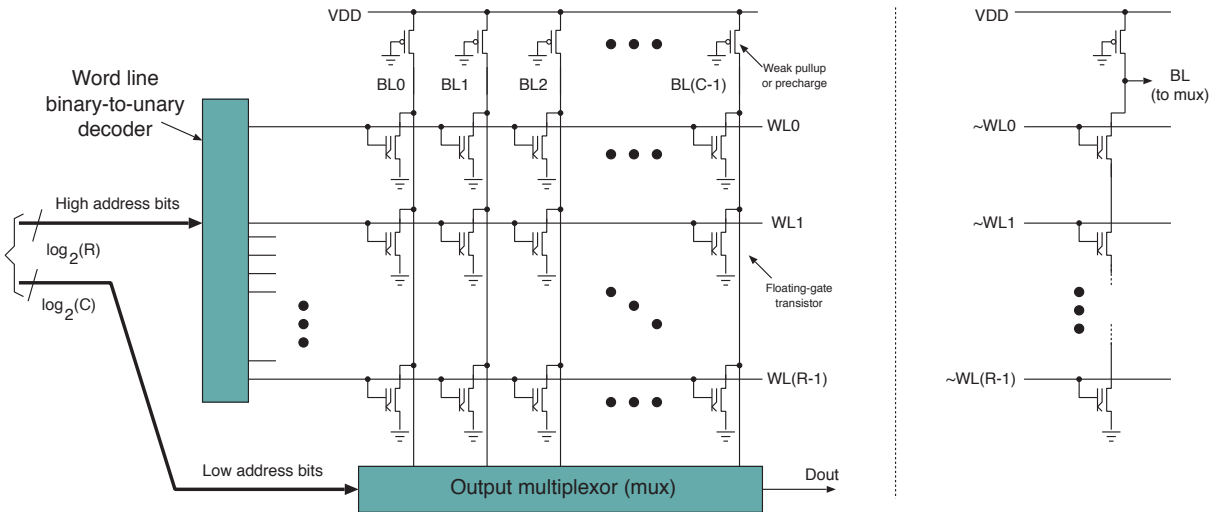 VDD
VDD
BL0
BL1
BL2
BL(C-1)
Weak pullup
or precharge
BL
(to mux)
Word line
binary-to-unary
decoder
WL0
~WL0
High address bits
log2(R)
WL1
~WL1
log2(C)
Floating-gate
transistor
WL(R-1)
~WL(R-1)
Low address bits
Output multiplexor (mux)
Dout